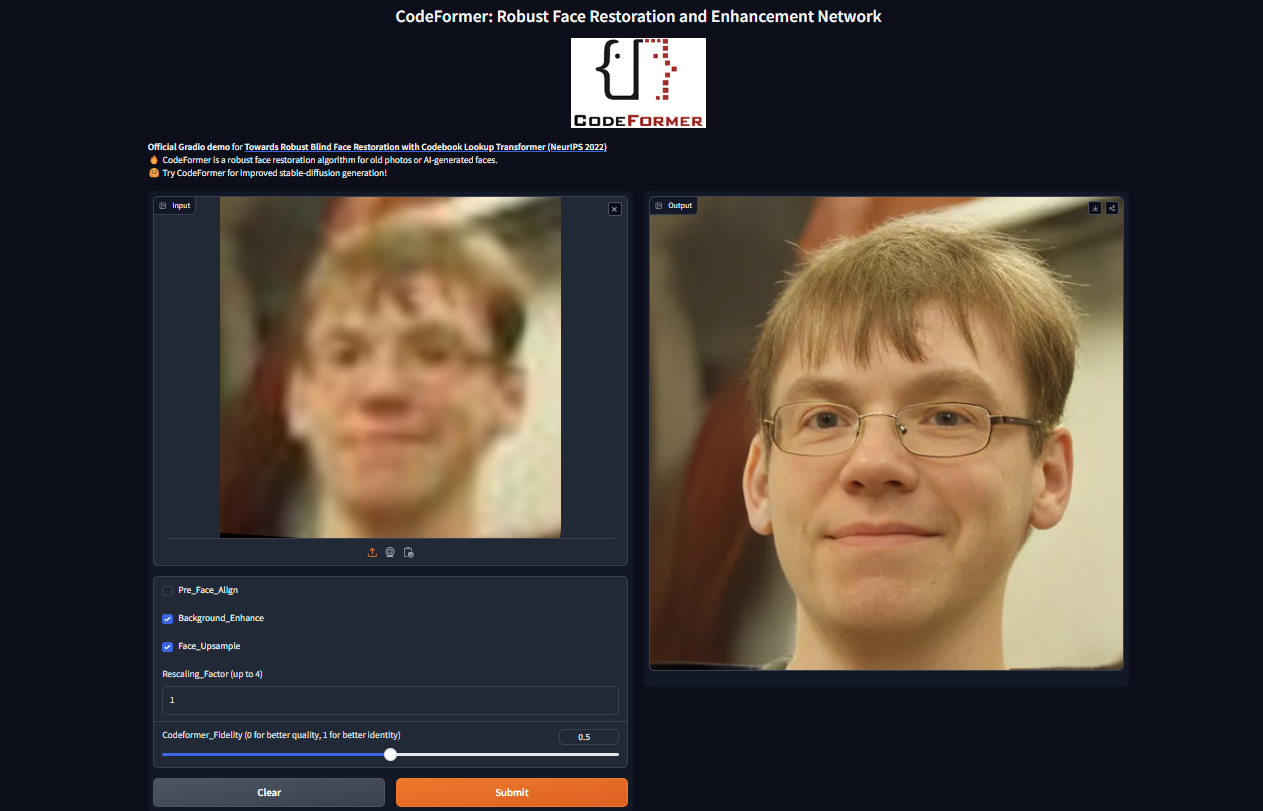 CodeFormer: Robust Face Restoration and Enhancement Network
CODEFORMER
Official Gradio demo for Towards Robust Blind Face Restoration with Codebook Lookup Transformer (NeurIPS 2022)
🔥 CodeFormer is a robust face restoration algorithm for old photos or AI-generated faces.
🤗 Try CodeFormer for improved stable-diffusion generation!
Input
Output
Pre_Face_Align
Background_Enhance
Face_Upsample
Rescaling_Factor (up to 4)
1
Codeformer_Fidelity (0 for better quality, 1 for better identity)
0.5
Clear
Submit